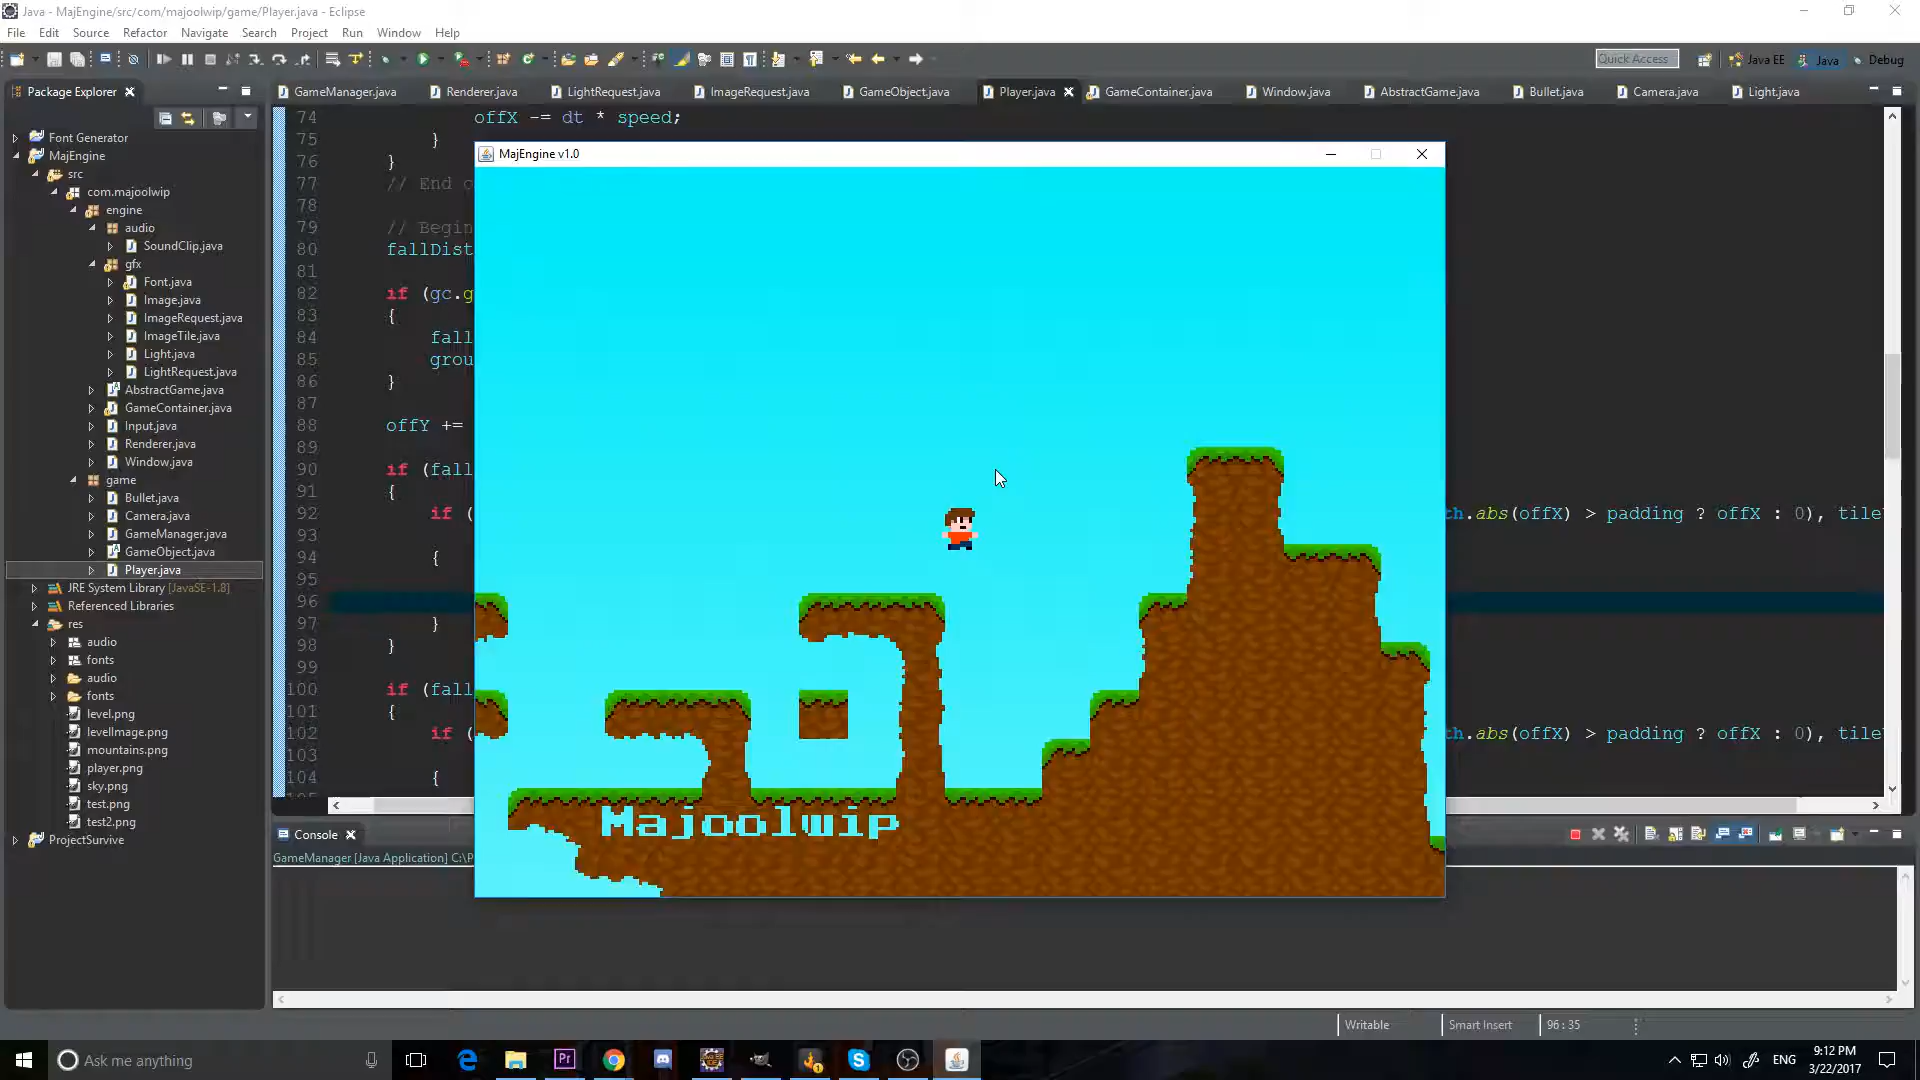 Java - MajEngine/src/com/majoolwip/game/Player.java - Eclipse
File Edit Source Refactor Navigate Search Project Run Window Help
Quick Access Java EE Java Debug
Package Explorer
GameManager.java Renderer.java LightRequest.java ImageRequest.java GameObject.java Player.java GameContainer.java Window.java AbstractGame.java Bullet.java Camera.java Light.java
Font Generator
MajEngine
src
com.majoolwip
engine
audio
SoundClip.java
gfx
Font.java
Image.java
ImageRequest.java
ImageTile.java
Light.java
LightRequest.java
AbstractGame.java
GameContainer.java
Input.java
Renderer.java
Window.java
game
Bullet.java
Camera.java
GameManager.java
GameObject.java
Player.java
JRE System Library [JavaSE-1.8]
Referenced Libraries
res
audio
fonts
audio
fonts
level.png
levelImage.png
mountains.png
player.png
sky.png
test.png
test2.png
ProjectSurvive
74 offX -= dt * speed;
75 }
76 }
77 // End o
78
79 // Begin
80 fallDist
81
82 if (gc.g
83 {
84 fall
85 grou
86 }
87
88 offY +=
89
90 if (fall
91 {
92 if ( th.abs(offX) > padding ? offX : 0), tile
93
94 {
95
96
97 }
98 }
99
100 if (fall
101 {
102 if ( th.abs(offX) > padding ? offX : 0), tile
103
104 {
MajEngine v1.0
Majoolwip
Console
GameManager [Java Application] C:\P
Writable Smart Insert 96 : 35
Ask me anything
ENG
9:12 PM
3/22/2017